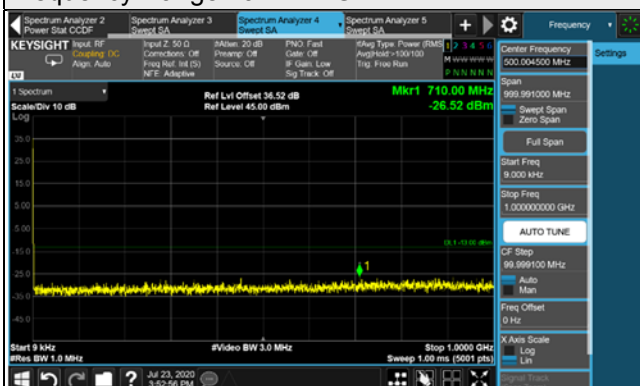 Spectrum Analyzer 2
Power Stat CCDF
Spectrum Analyzer 3
Swept SA
Spectrum Analyzer 4
Swept SA
Spectrum Analyzer 5
Swept SA
+
Frequency
KEYSIGHT
Input: RF
Coupling: DC
Align: Auto
Input Z: 50 Ω
Corrections: Off
Freq Ref: Int (S)
NFE: Adaptive
#Atten: 20 dB
Preamp: Off
Source: Off
PNO: Fast
Gate: Off
IF Gain: Low
Sig Track: Off
#Avg Type: Power (RMS
Avg|Hold:>100/100
Trig: Free Run
1 2 3 4 5 6
M W W W W W
P N N N N N
LXI
1 Spectrum
Scale/Div 10 dB
Log
Ref Lvl Offset 36.52 dB
Ref Level 45.00 dBm
Mkr1 710.00 MHz
-26.52 dBm
35.0
25.0
15.0
5.00
-5.00
-15.0
-25.0
-35.0
-45.0
DL1 -13.00 dBm
1
Start 9 kHz
#Res BW 1.0 MHz
#Video BW 3.0 MHz
Stop 1.0000 GHz
Sweep 1.00 ms (5001 pts)
Jul 23, 2020
3:52:56 PM
?
Center Frequency
500.004500 MHz
Settings
Span
999.991000 MHz
Swept Span
Zero Span
Full Span
Start Freq
9.000 kHz
Stop Freq
1.000000000 GHz
AUTO TUNE
CF Step
99.999100 MHz
Auto
Man
Freq Offset
0 Hz
X Axis Scale
Log
Lin
Signal Track